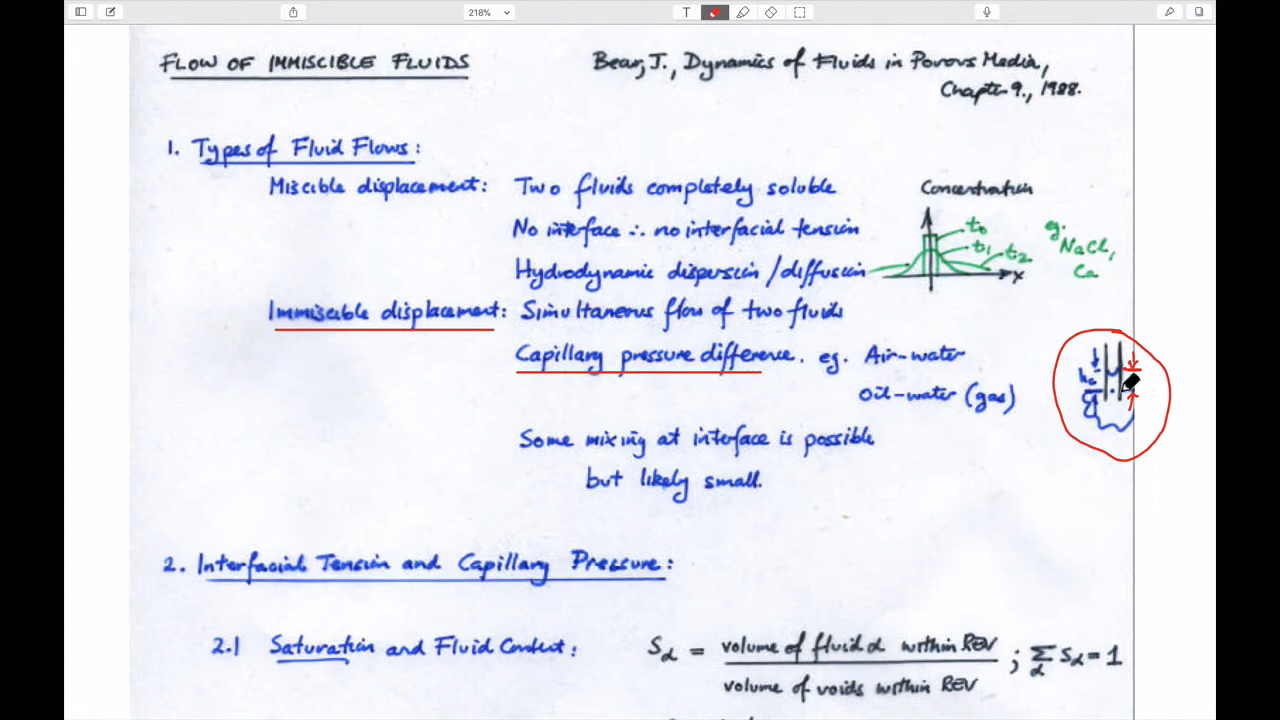 218%
T
FLOW OF IMMISCIBLE FLUIDS
Bear, J., Dynamics of Fluids in Porous Media,
Chapter 9., 1988.
1. Types of Fluid Flows:
Miscible displacement: Two fluids completely soluble
Concentration
No interface ∴ no interfacial tension
t₀
t₁
t₂
eg.
NaCl,
Ca
Hydrodynamic dispersion / diffusion
x
Immiscible displacement: Simultaneous flow of two fluids
Capillary pressure difference. eg. Air-water
hc
Oil-water (gas)
Some mixing at interface is possible
but likely small.
2. Interfacial Tension and Capillary Pressure:
2.1 Saturation and Fluid Content:
Sα = volume of fluid α within REV ; ∑α Sα = 1
volume of voids within REV